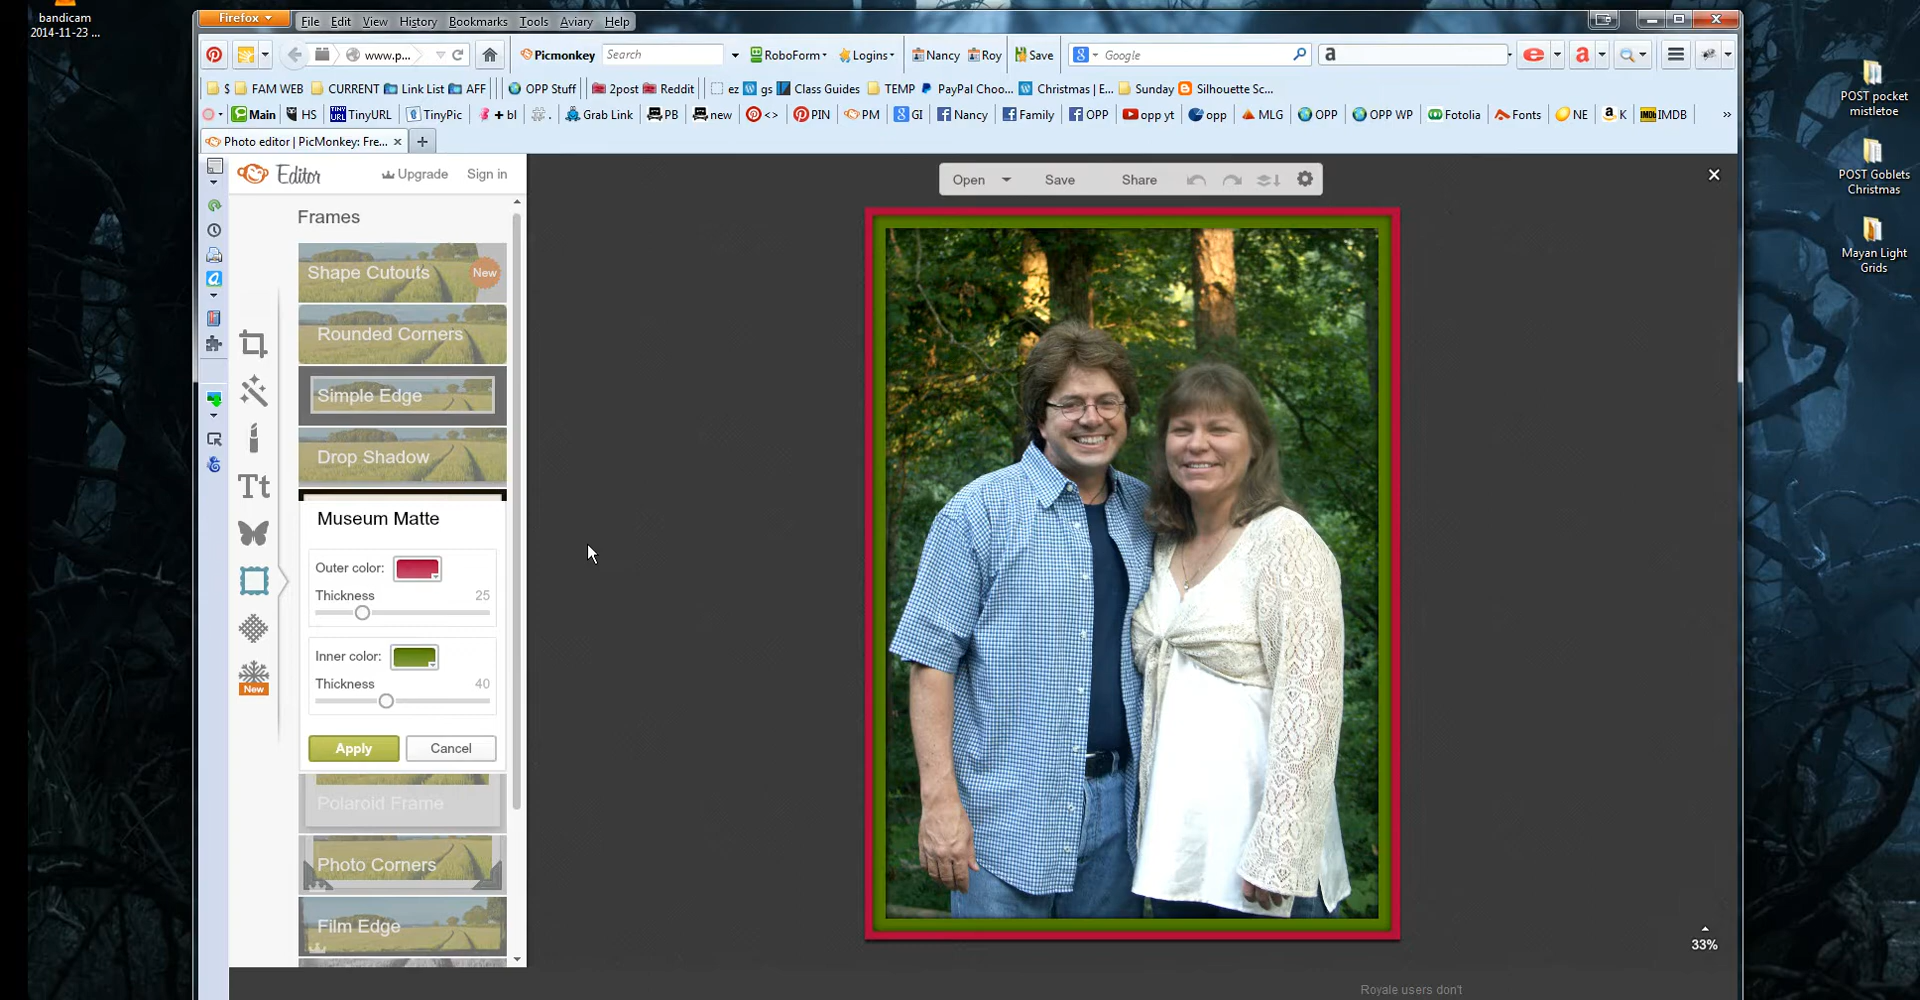 bandicam
2014-11-23 ...
Firefox
File Edit View History Bookmarks Tools Aviary Help
www.p... Picmonkey Search RoboForm Logins Nancy Roy Save Google a
$ FAM WEB CURRENT Link List AFF OPP Stuff 2post Reddit ez gs Class Guides TEMP PayPal Choo... Christmas | E... Sunday Silhouette Sc...
Main HS TinyURL TinyPic + bl . Grab Link PB new <> PIN PM GI Nancy Family OPP opp yt MLG opp OPP OPP WP Fotolia Fonts NE K IMDB »
Photo editor | PicMonkey: Fre...
Editor Upgrade Sign in
Open Save Share
Frames
Shape Cutouts New
Rounded Corners
Simple Edge
Drop Shadow
Museum Matte
Outer color:
Thickness 25
Inner color:
Thickness 40
Apply Cancel
Polaroid Frame
Photo Corners
Film Edge
Tt
New
33%
Royale users don't
POST pocket
mistletoe
POST Goblets
Christmas
Mayan Light
Grids